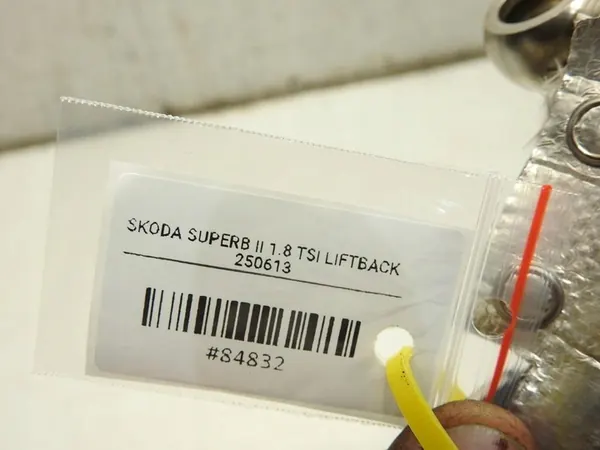 SKODA SUPERB II 1.8 TSI LIFTBACK
250613
#84832